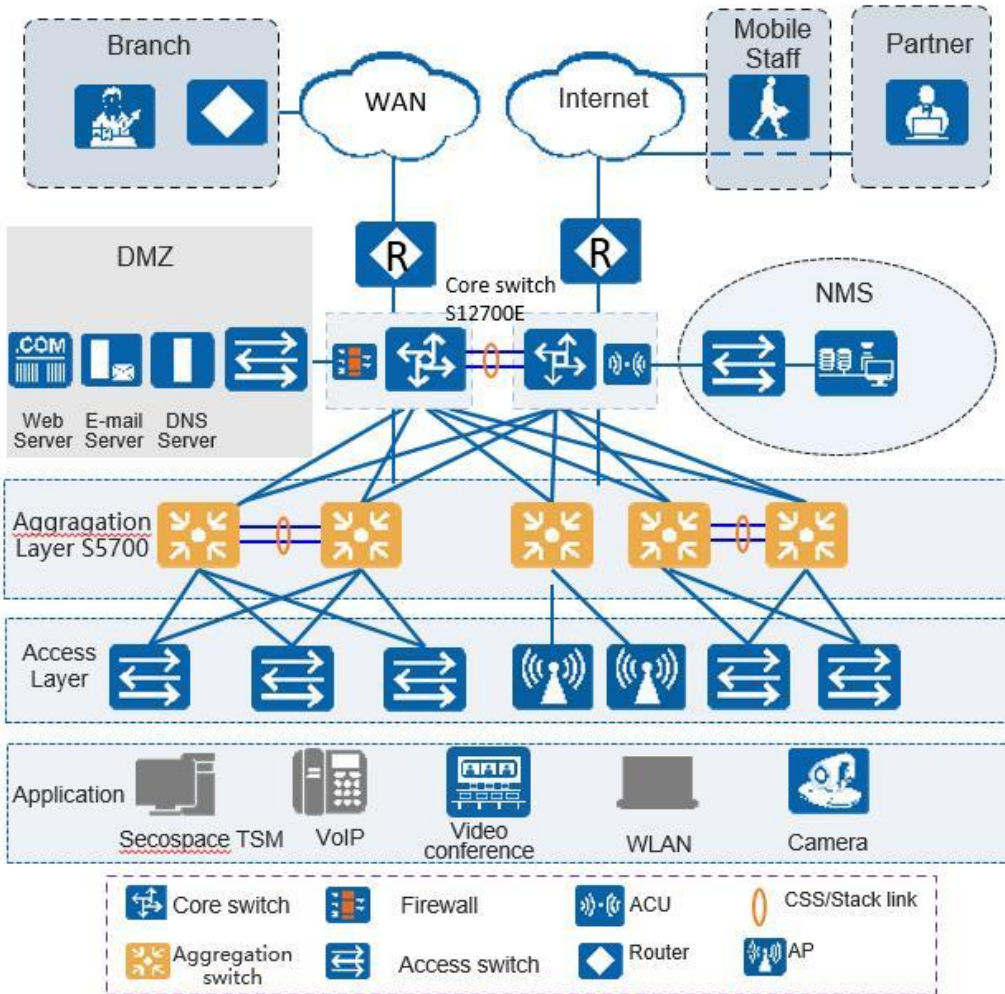 Branch
WAN
Internet
Mobile
Staff
Partner
DMZ
R
R
Core switch
S12700E
NMS
.COM
Web
Server
E-mail
Server
DNS
Server
Aggragation
Layer S5700
Access
Layer
Application
Secospace TSM
VoIP
Video
conference
WLAN
Camera
Core switch
Firewall
ACU
CSS/Stack link
Aggregation
switch
Access switch
Router
AP